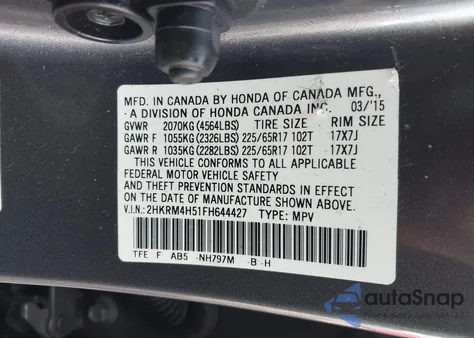 MFD. IN CANADA BY HONDA OF CANADA MFG.,
· A DIVISION OF HONDA CANADA INC. 03/'15
GVWR 2070KG (4564LBS) TIRE SIZE RIM SIZE
GAWR F 1055KG (2326LBS) 225/65R17 102T 17X7J
GAWR R 1035KG (2282LBS) 225/65R17 102T 17X7J
THIS VEHICLE CONFORMS TO ALL APPLICABLE
FEDERAL MOTOR VEHICLE SAFETY
AND THEFT PREVENTION STANDARDS IN EFFECT
ON THE DATE OF MANUFACTURE SHOWN ABOVE.
V.I.N.: 2HKRM4H51FH644427 TYPE: MPV
TFE F AB5 -NH797M -B -H
autoSnap